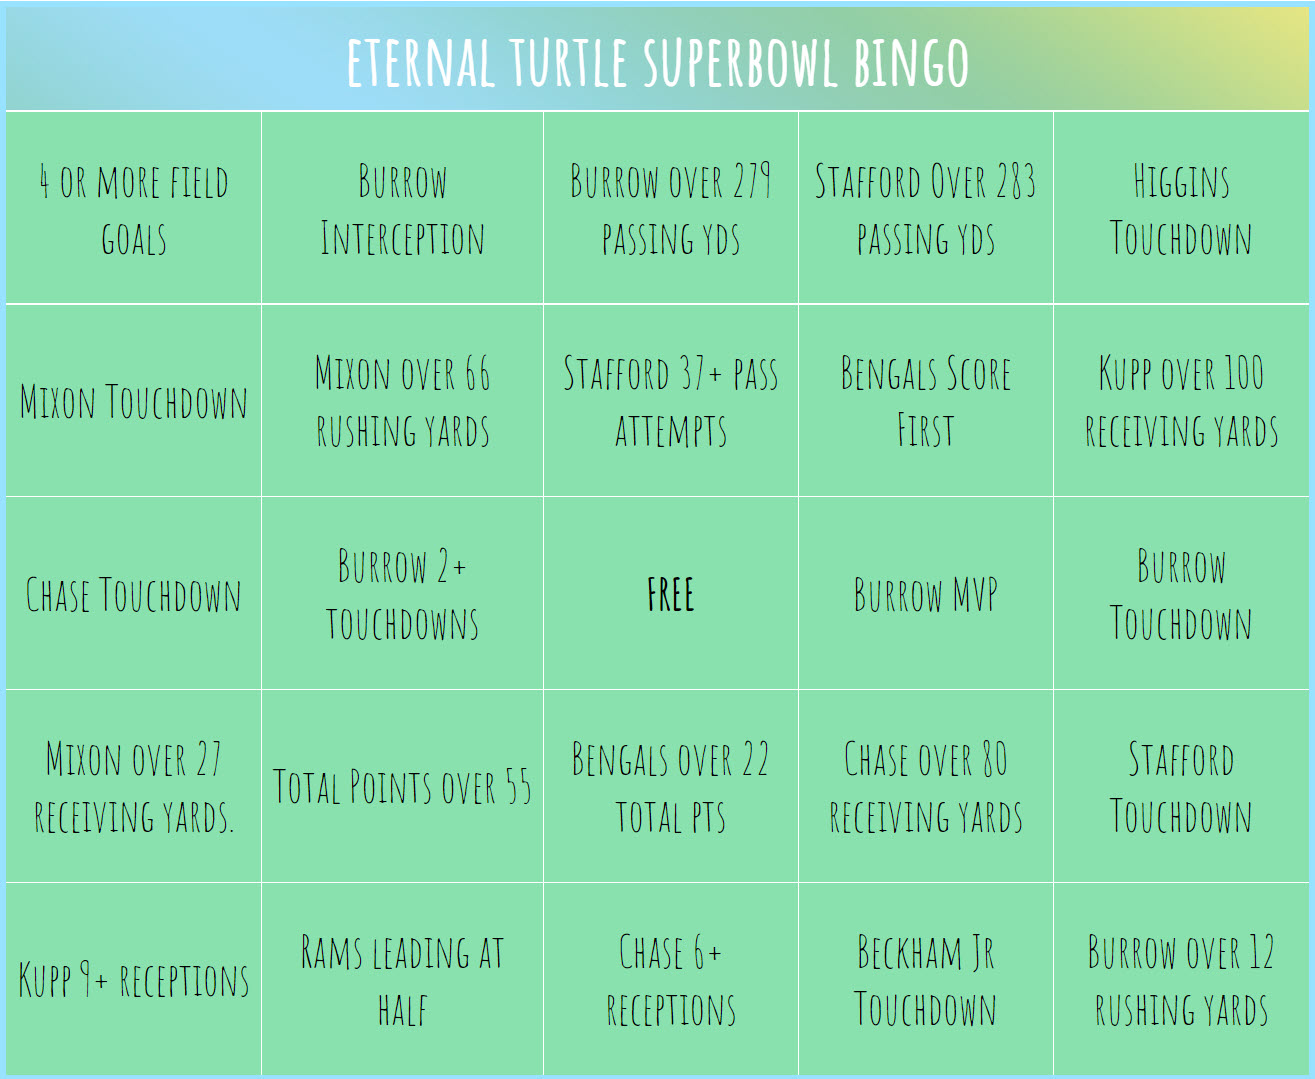 Eternal Turtle Superbowl Bingo
4 or more field
goals
Burrow
Interception
Burrow over 279
passing yds
Stafford Over 283
passing yds
Higgins
Touchdown
Mixon Touchdown
Mixon over 66
rushing yards
Stafford 37+ pass
attempts
Bengals Score
First
Kupp over 100
receiving yards
Chase Touchdown
Burrow 2+
touchdowns
FREE
Burrow MVP
Burrow
Touchdown
Mixon over 27
receiving yards.
Total Points over 55
Bengals over 22
total pts
Chase over 80
receiving yards
Stafford
Touchdown
Kupp 9+ receptions
Rams leading at
half
Chase 6+
receptions
Beckham Jr
Touchdown
Burrow over 12
rushing yards